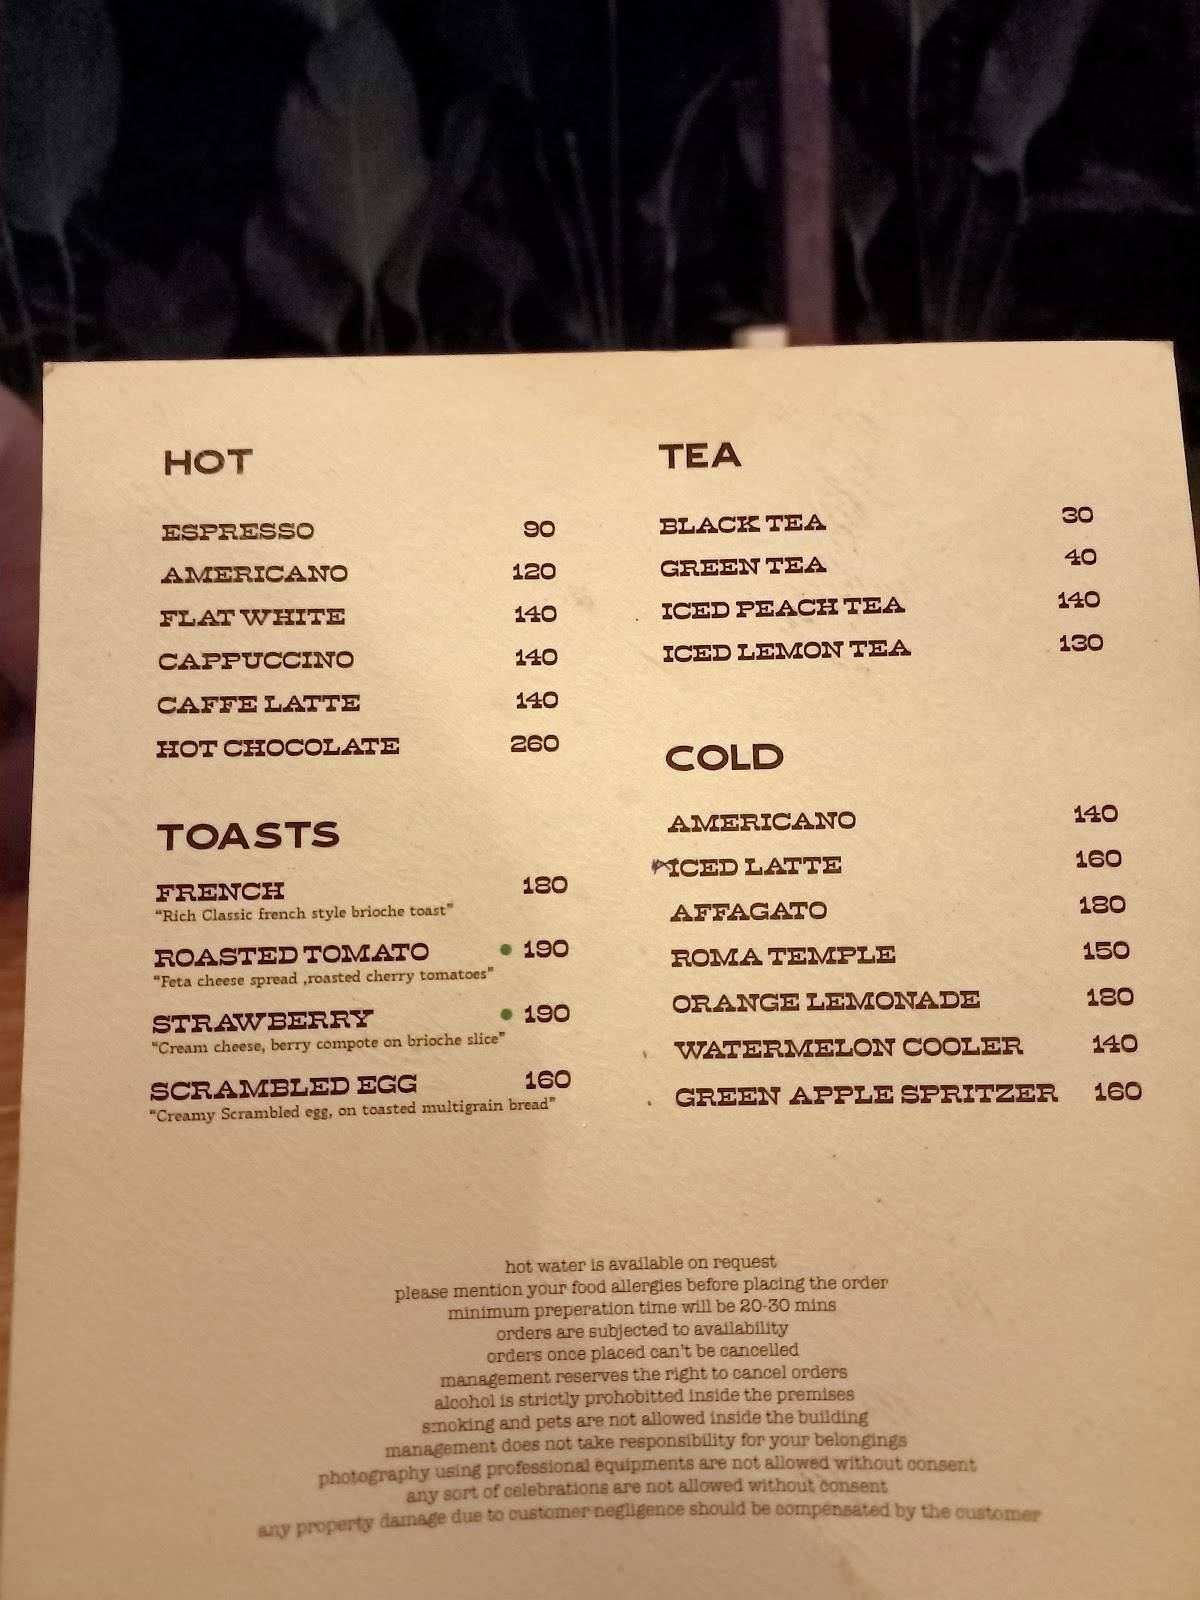 HOT
ESPRESSO 90
AMERICANO 120
FLAT WHITE 140
CAPPUCCINO 140
CAFFE LATTE 140
HOT CHOCOLATE 260
TOASTS
FRENCH 180
"Rich Classic french style brioche toast"
ROASTED TOMATO 190
"Feta cheese spread ,roasted cherry tomatoes"
STRAWBERRY 190
"Cream cheese, berry compote on brioche slice"
SCRAMBLED EGG 160
"Creamy Scrambled egg, on toasted multigrain bread"
TEA
BLACK TEA 30
GREEN TEA 40
ICED PEACH TEA 140
ICED LEMON TEA 130
COLD
AMERICANO 140
ICED LATTE 160
AFFAGATO 180
ROMA TEMPLE 150
ORANGE LEMONADE 180
WATERMELON COOLER 140
GREEN APPLE SPRITZER 160
hot water is available on request
please mention your food allergies before placing the order
minimum preperation time will be 20-30 mins
orders are subjected to availability
orders once placed can't be cancelled
management reserves the right to cancel orders
alcohol is strictly prohobitted inside the premises
smoking and pets are not allowed inside the building
management does not take responsibility for your belongings
photography using professional equipments are not allowed without consent
any sort of celebrations are not allowed without consent
any property damage due to customer negligence should be compensated by the customer